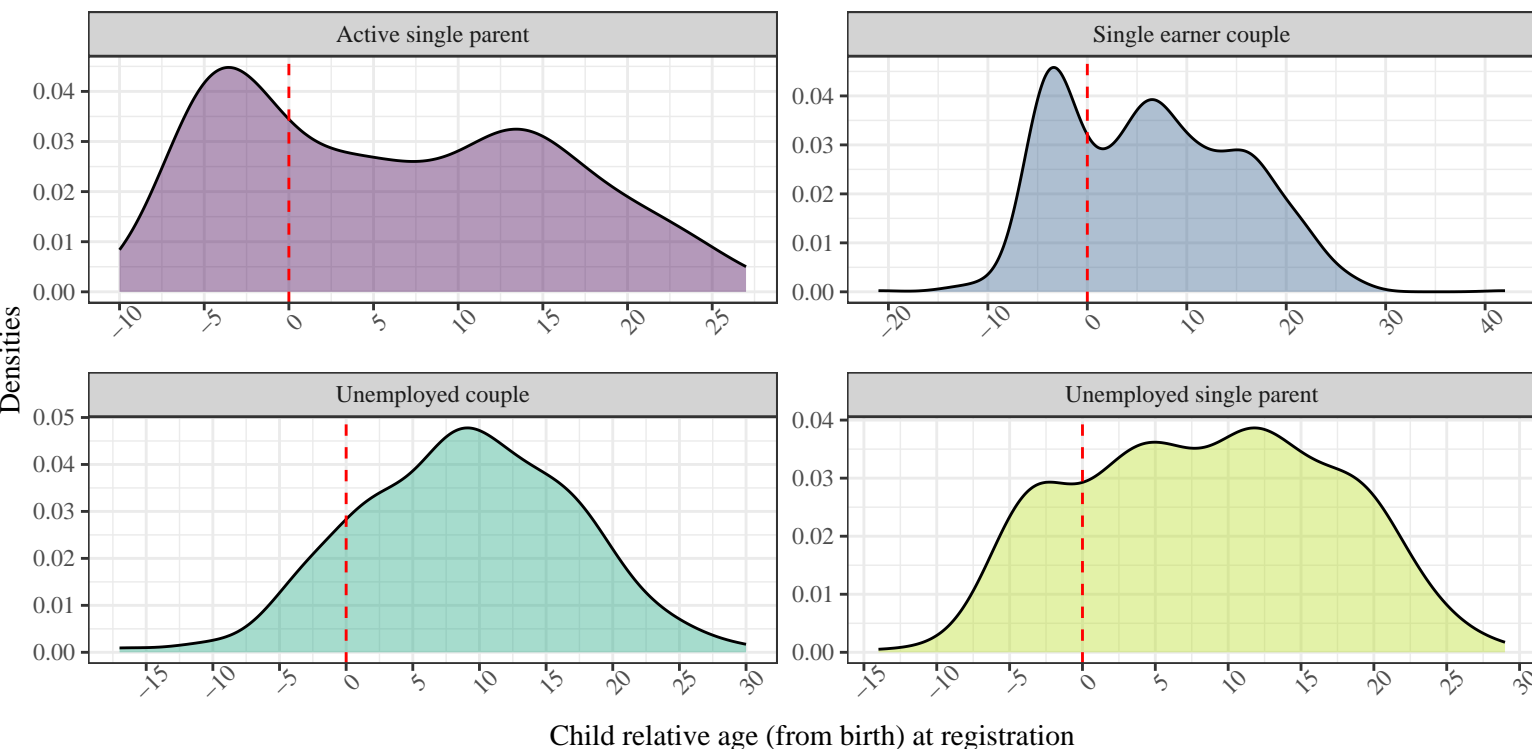 Active single parent
Single earner couple
0.04
0.03
0.02
0.01
0.00
−10 −5 0 5 10 15 20 25
0.04
0.03
0.02
0.01
0.00
−20 −10 0 10 20 30 40
Densities
Unemployed couple
Unemployed single parent
0.05
0.04
0.03
0.02
0.01
0.00
−15 −10 −5 0 5 10 15 20 25 30
0.04
0.03
0.02
0.01
0.00
−15 −10 −5 0 5 10 15 20 25 30
Child relative age (from birth) at registration